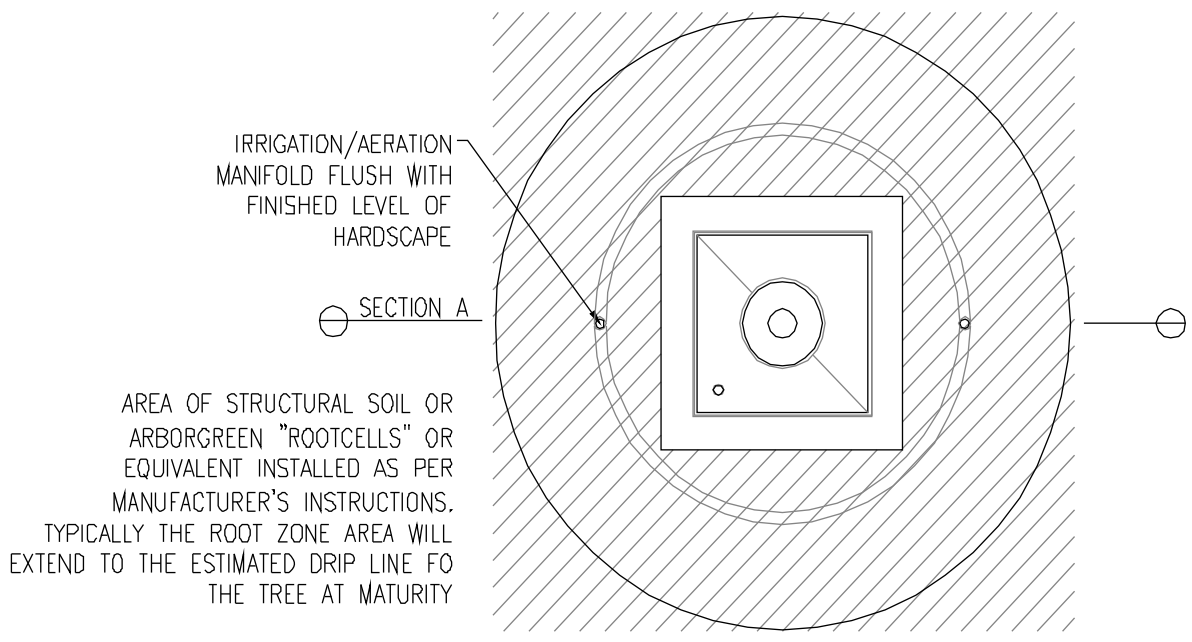 IRRIGATION/AERATION
MANIFOLD FLUSH WITH
FINISHED LEVEL OF
HARDSCAPE
SECTION A
AREA OF STRUCTURAL SOIL OR
ARBORGREEN "ROOTCELLS" OR
EQUIVALENT INSTALLED AS PER
MANUFACTURER'S INSTRUCTIONS.
TYPICALLY THE ROOT ZONE AREA WILL
EXTEND TO THE ESTIMATED DRIP LINE FO
THE TREE AT MATURITY